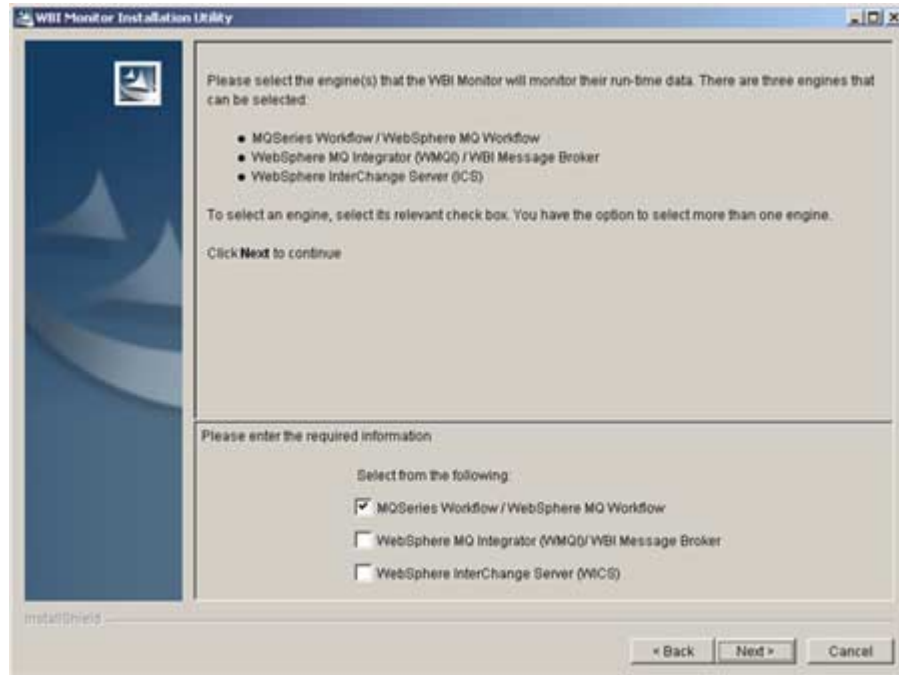 WBI Monitor Installation Utility
Please select the engine(s) that the WBI Monitor will monitor their run-time data. There are three engines that
can be selected:
MQSeries Workflow / WebSphere MQ Workflow
WebSphere MQ Integrator (WMQI) / WBI Message Broker
WebSphere InterChange Server (ICS)
To select an engine, select its relevant check box. You have the option to select more than one engine.
Click Next to continue
Please enter the required information
Select from the following:
MQSeries Workflow / WebSphere MQ Workflow
WebSphere MQ Integrator (WMQI)/ WBI Message Broker
WebSphere InterChange Server (WICS)
InstallShield
< Back
Next >
Cancel